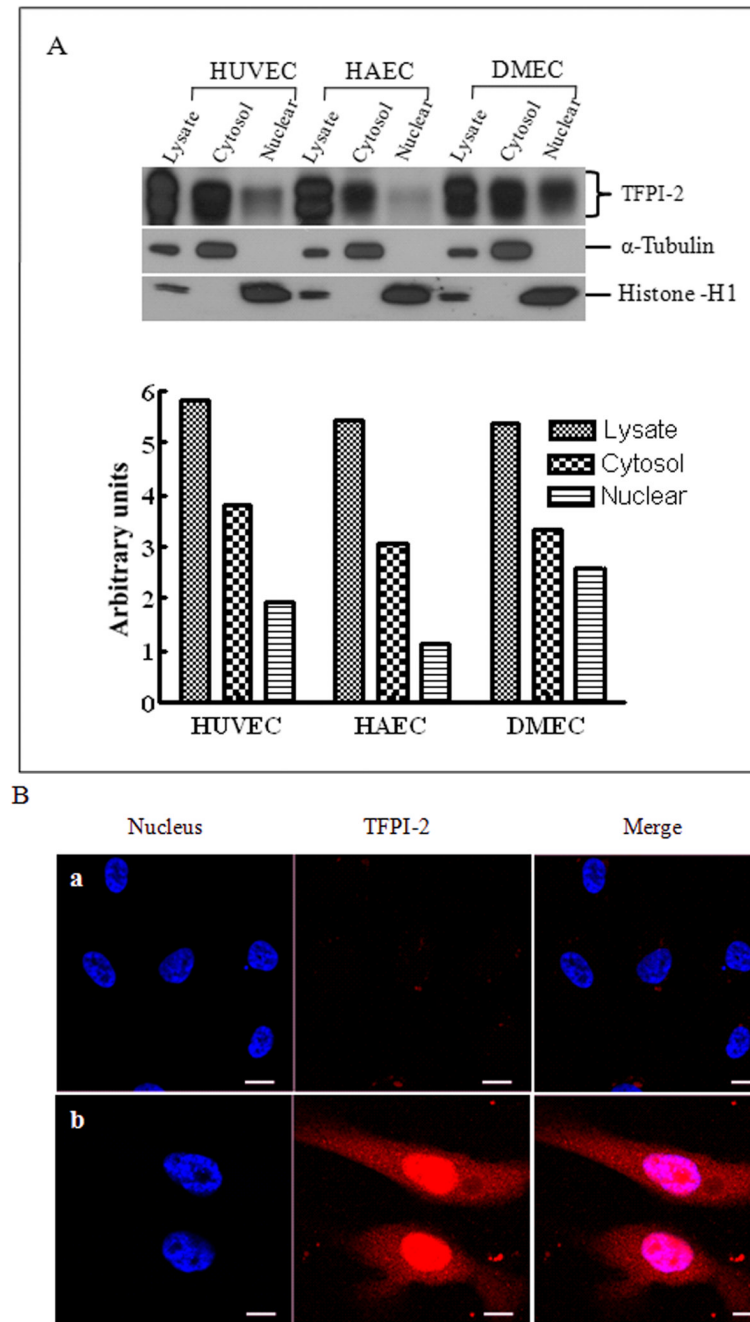 A
HUVEC HAEC DMEC
Lysate Cytosol Nuclear Lysate Cytosol Nuclear Lysate Cytosol Nuclear
TFPI-2
α-Tubulin
Histone -H1
6
5
4
3
2
1
0
Arbitrary units
Lysate
Cytosol
Nuclear
HUVEC HAEC DMEC
B
Nucleus TFPI-2 Merge
a
b